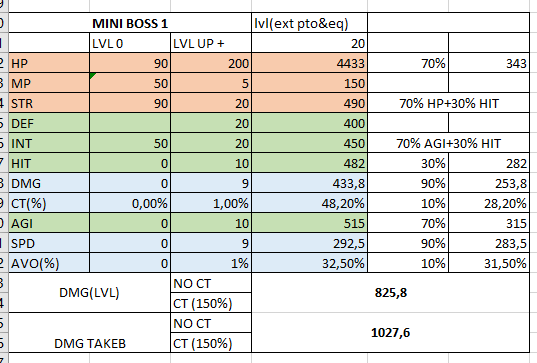 MINI BOSS 1 lvl(ext pto&eq)
LVL 0 LVL UP + 20
HP 90 200 4433 70% 343
MP 50 5 150
STR 90 20 490 70% HP+30% HIT
DEF 20 400
INT 50 20 450 70% AGI+30% HIT
HIT 0 10 482 30% 282
DMG 0 9 433,8 90% 253,8
CT(%) 0,00% 1,00% 48,20% 10% 28,20%
AGI 0 10 515 70% 315
SPD 0 9 292,5 90% 283,5
AVO(%) 0 1% 32,50% 10% 31,50%
DMG(LVL) NO CT 825,8
CT (150%)
DMG TAKEB NO CT 1027,6
CT (150%)